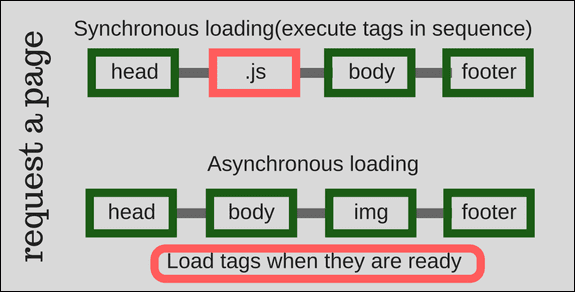 request a page
Synchronous loading(execute tags in sequence)
head .js body footer
Asynchronous loading
head body img footer
Load tags when they are ready